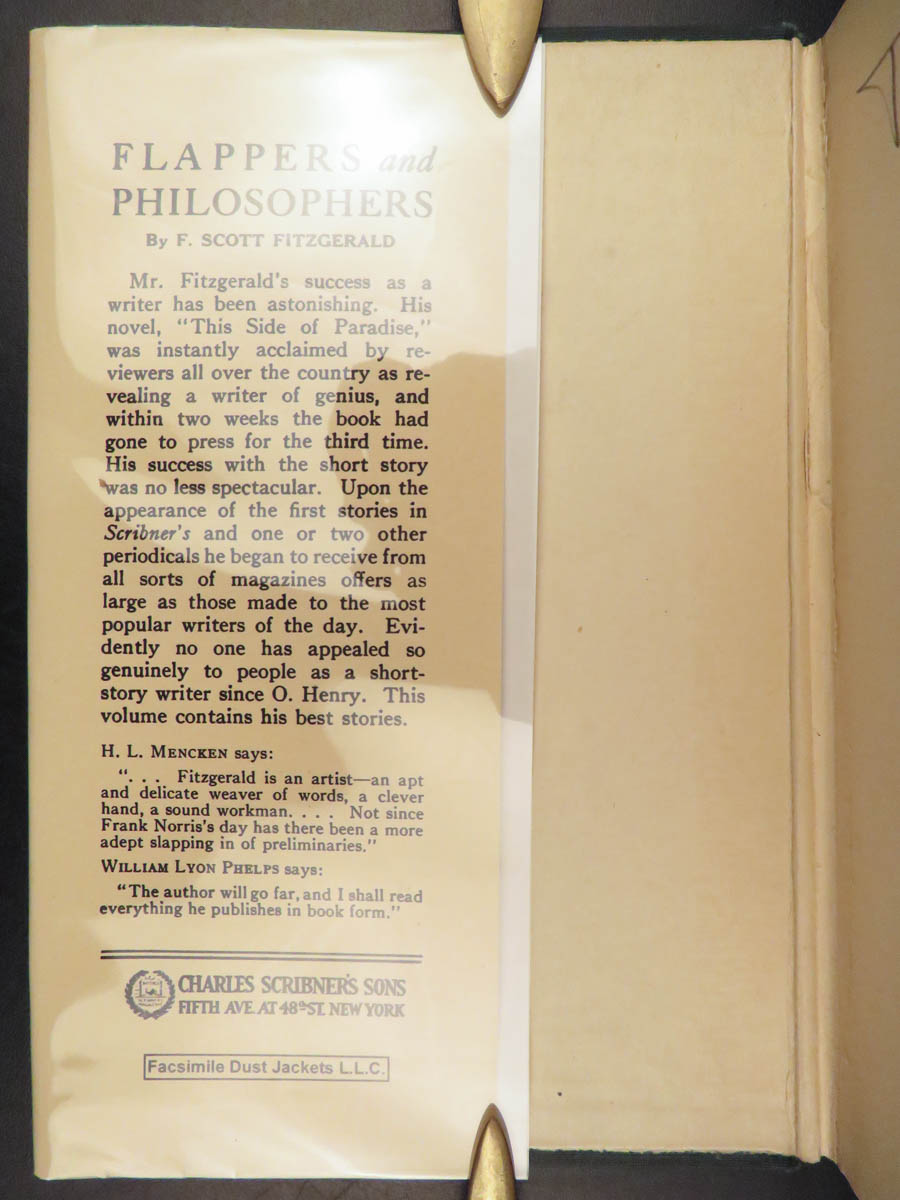 FLAPPERS and
PHILOSOPHERS
By F. SCOTT FITZGERALD
Mr. Fitzgerald's success as a
writer has been astonishing. His
novel, "This Side of Paradise,"
was instantly acclaimed by re-
viewers all over the country as re-
vealing a writer of genius, and
within two weeks the book had
gone to press for the third time.
His success with the short story
was no less spectacular. Upon the
appearance of the first stories in
Scribner's and one or two other
periodicals he began to receive from
all sorts of magazines offers as
large as those made to the most
popular writers of the day. Evi-
dently no one has appealed so
genuinely to people as a short-
story writer since O. Henry. This
volume contains his best stories.
H. L. MENCKEN says:
". . . Fitzgerald is an artist—an apt
and delicate weaver of words, a clever
hand, a sound workman. . . . Not since
Frank Norris's day has there been a more
adept slapping in of preliminaries."
WILLIAM LYON PHELPS says:
"The author will go far, and I shall read
everything he publishes in book form."
CHARLES SCRIBNER'S SONS
FIFTH AVE. AT 48th ST. NEW YORK
Facsimile Dust Jackets L.L.C.